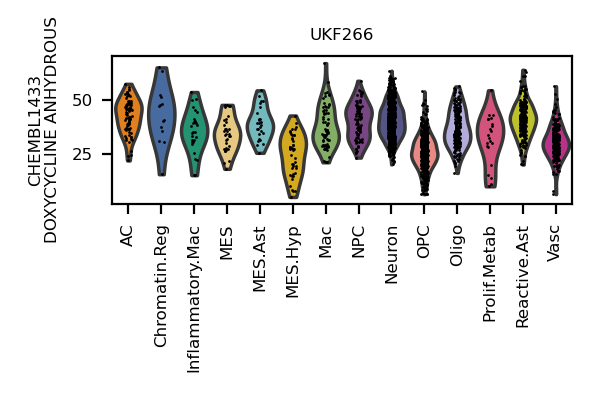 UKF266
CHEMBL1433
DOXYCYCLINE ANHYDROUS
50
25
AC
Chromatin.Reg
Inflammatory.Mac
MES
MES.Ast
MES.Hyp
Mac
NPC
Neuron
OPC
Oligo
Prolif.Metab
Reactive.Ast
Vasc